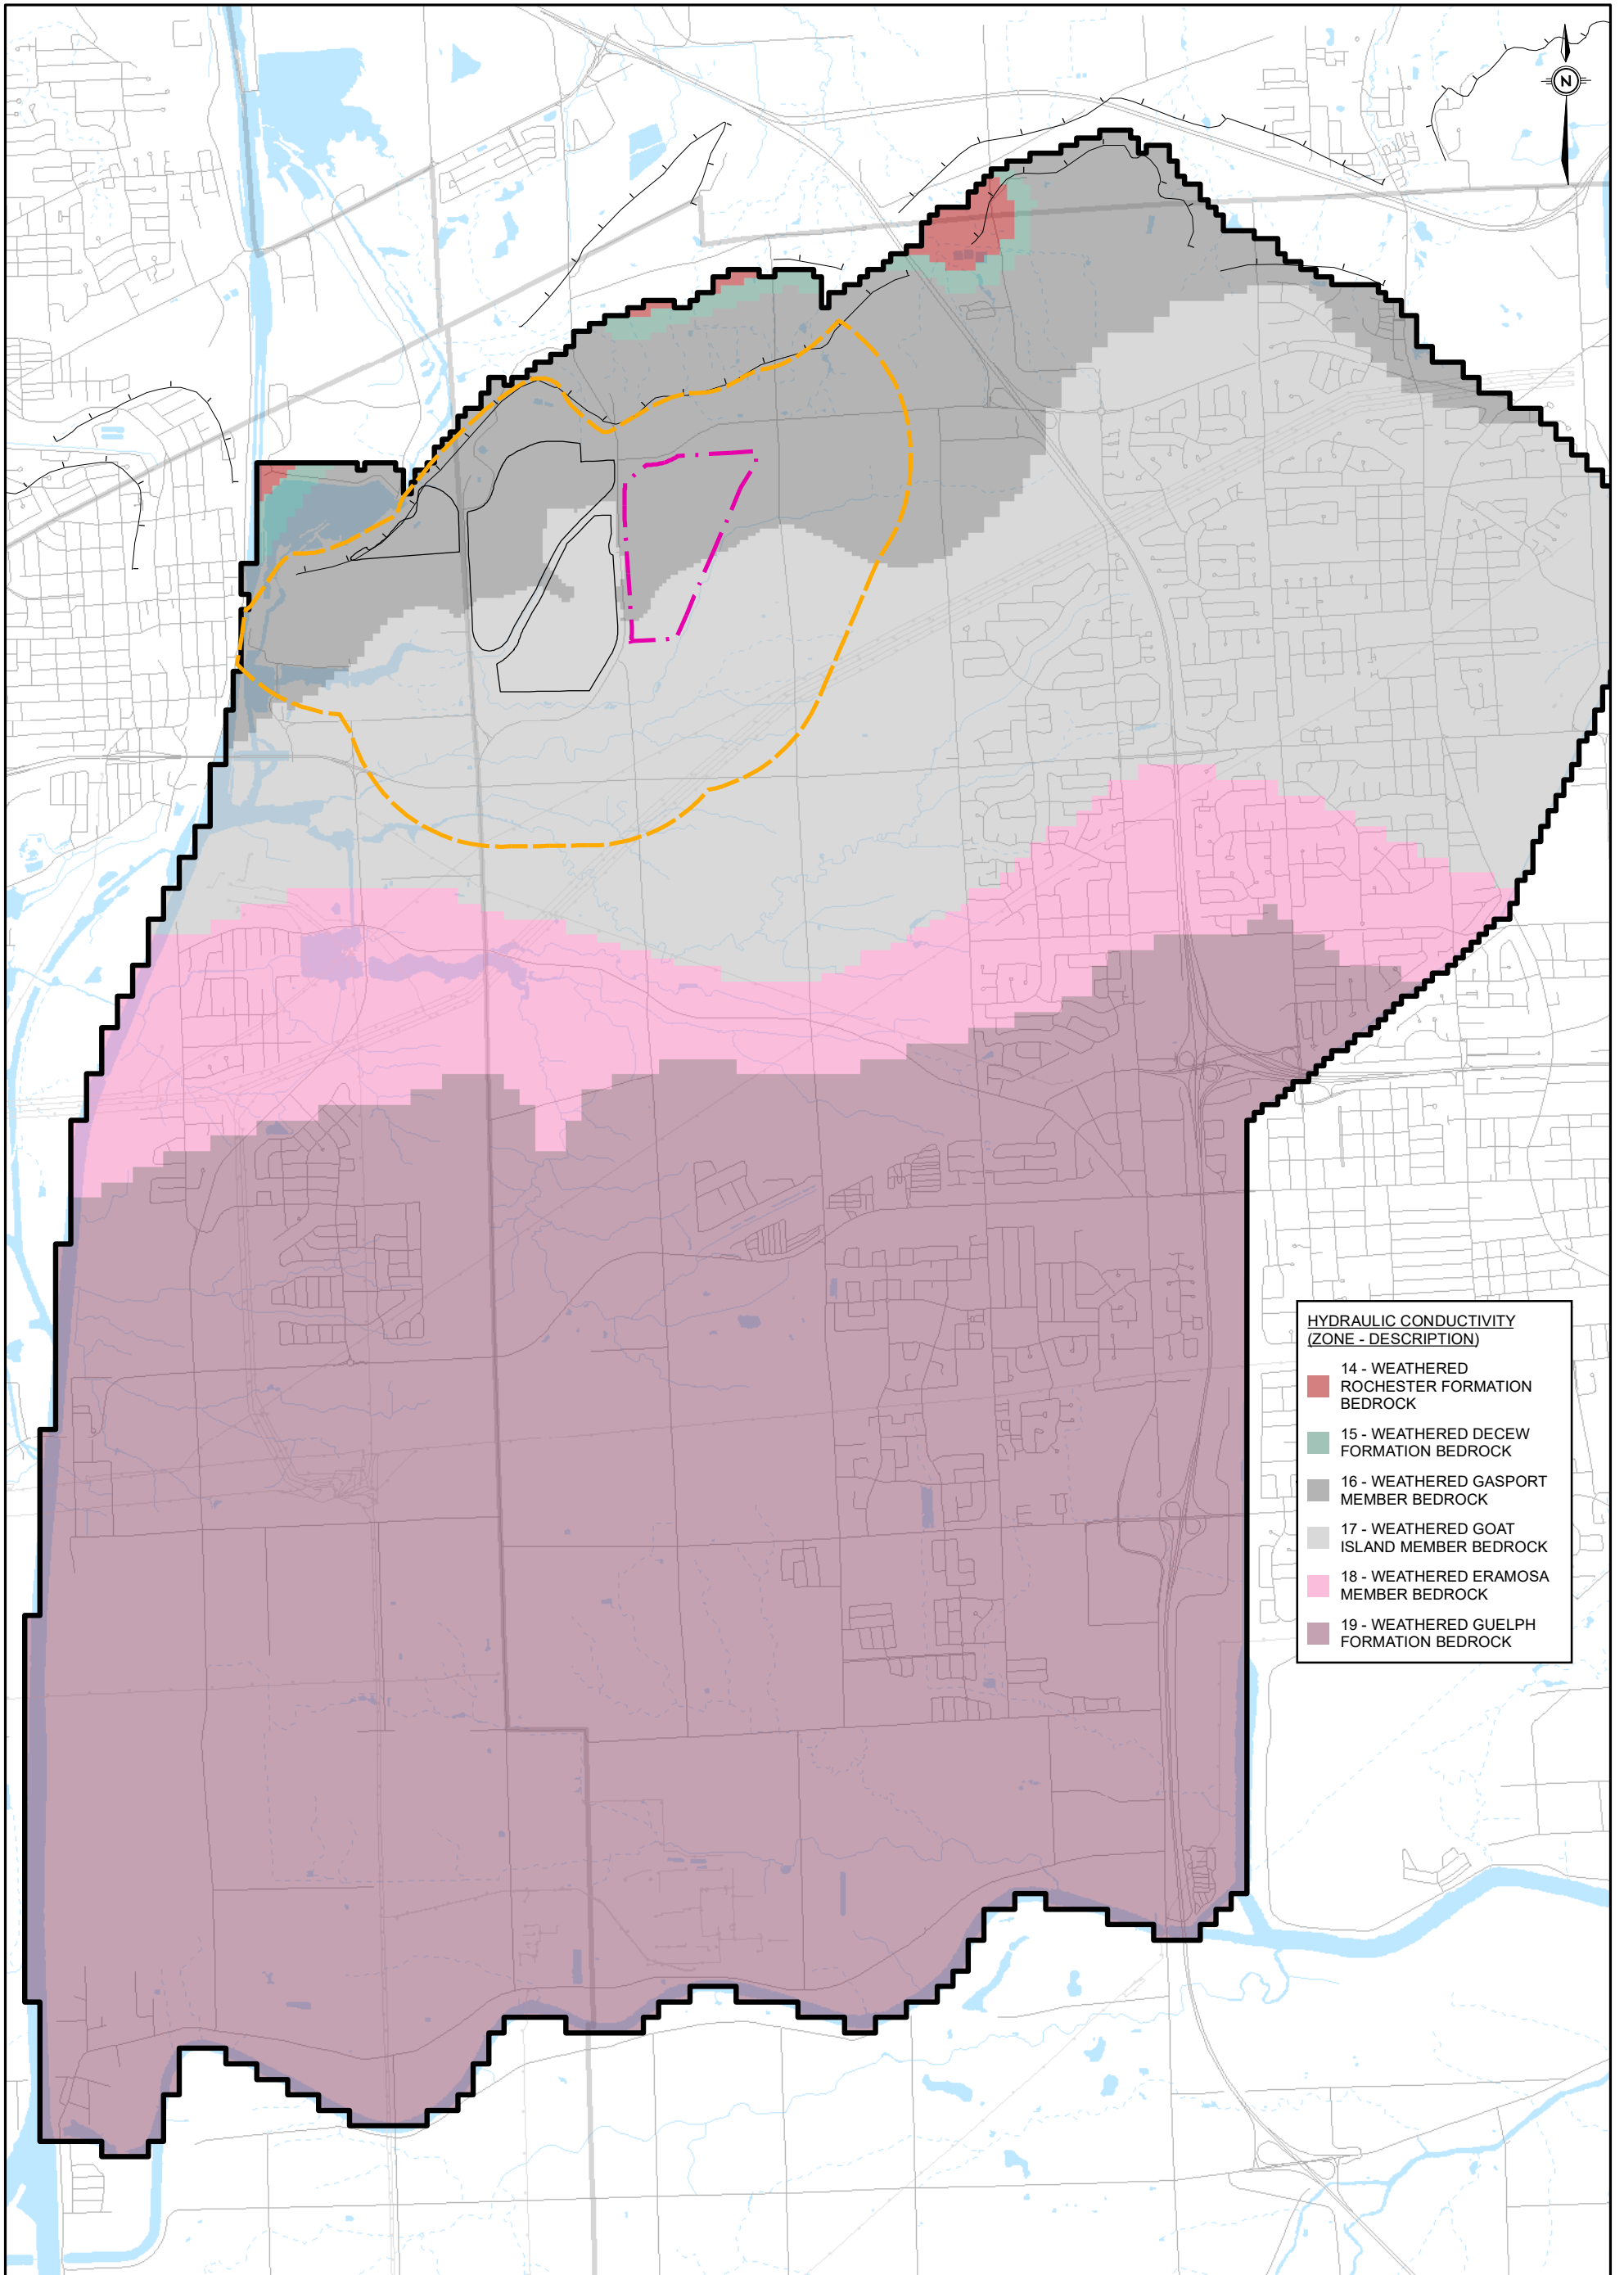 N
HYDRAULIC CONDUCTIVITY
(ZONE - DESCRIPTION)
14 - WEATHERED
ROCHESTER FORMATION
BEDROCK
15 - WEATHERED DECEW
FORMATION BEDROCK
16 - WEATHERED GASPORT
MEMBER BEDROCK
17 - WEATHERED GOAT
ISLAND MEMBER BEDROCK
18 - WEATHERED ERAMOSA
MEMBER BEDROCK
19 - WEATHERED GUELPH
FORMATION BEDROCK